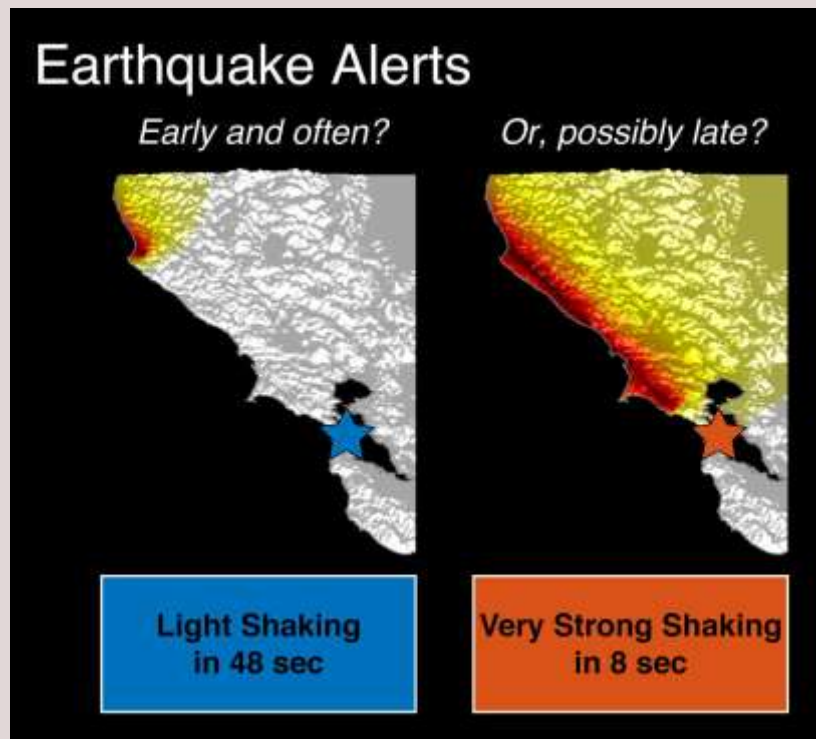 Earthquake Alerts
Early and often?
Or, possibly late?
Light Shaking
in 48 sec
Very Strong Shaking
in 8 sec